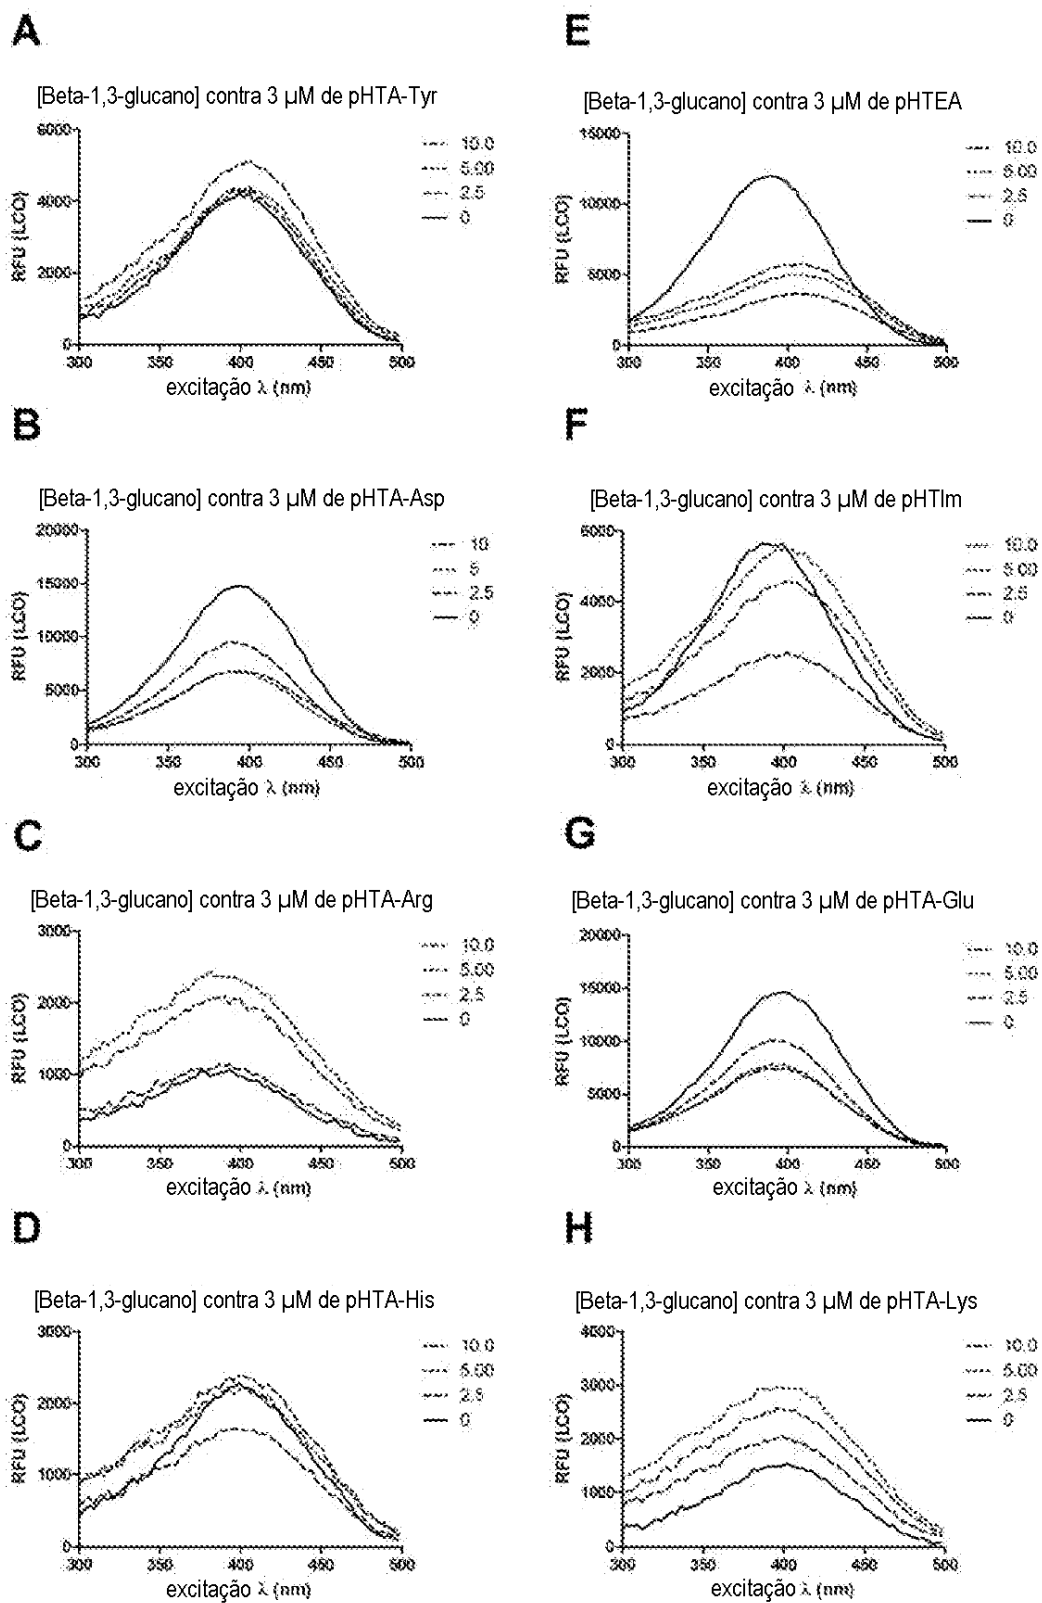 A
[Beta-1,3-glucano] contra 3 µM de pHTA-Tyr
6000
4000
2000
0
RFU (LCO)
10.0
5.00
2.5
0
300 350 400 450 500
excitação λ (nm)
B
[Beta-1,3-glucano] contra 3 µM de pHTA-Asp
20000
15000
10000
5000
0
RFU (LCO)
10
5
2.5
0
300 350 400 450 500
excitação λ (nm)
C
[Beta-1,3-glucano] contra 3 µM de pHTA-Arg
3000
2000
1000
0
RFU (LCO)
10.0
5.00
2.5
0
300 350 400 450 500
excitação λ (nm)
D
[Beta-1,3-glucano] contra 3 µM de pHTA-His
3000
2000
1000
0
RFU (LCO)
10.0
5.00
2.5
0
300 350 400 450 500
excitação λ (nm)
E
[Beta-1,3-glucano] contra 3 µM de pHTEA
15000
10000
5000
0
RFU (LCO)
10.0
5.00
2.5
0
300 350 400 450 500
excitação λ (nm)
F
[Beta-1,3-glucano] contra 3 µM de pHTIm
6000
4000
2000
0
RFU (LCO)
10.0
5.00
2.5
0
300 350 400 450 500
excitação λ (nm)
G
[Beta-1,3-glucano] contra 3 µM de pHTA-Glu
20000
15000
10000
5000
0
RFU (LCO)
10.0
5.00
2.5
0
300 350 400 450 500
excitação λ (nm)
H
[Beta-1,3-glucano] contra 3 µM de pHTA-Lys
4000
3000
2000
1000
0
RFU (LCO)
10.0
5.00
2.5
0
300 350 400 450 500
excitação λ (nm)